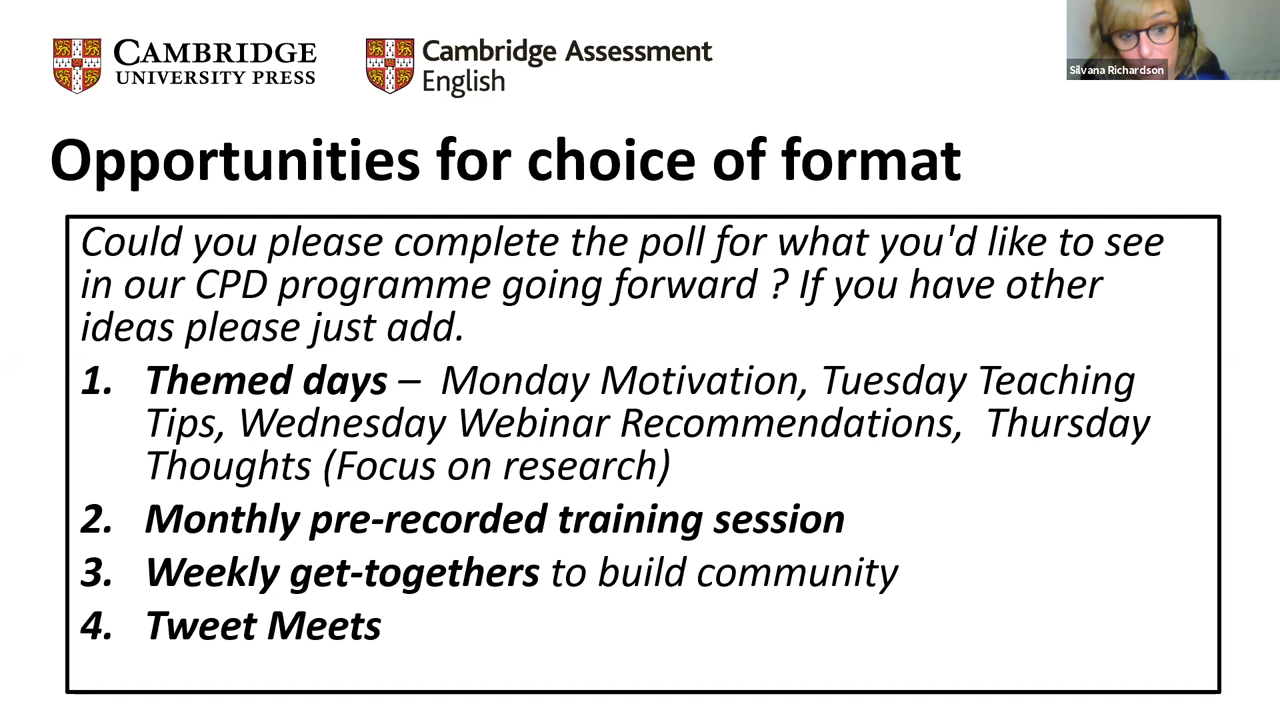 CAMBRIDGE
UNIVERSITY PRESS
Cambridge Assessment
English
Silvana Richardson
Opportunities for choice of format
Could you please complete the poll for what you'd like to see
in our CPD programme going forward ? If you have other
ideas please just add.
1. Themed days – Monday Motivation, Tuesday Teaching
Tips, Wednesday Webinar Recommendations, Thursday
Thoughts (Focus on research)
2. Monthly pre-recorded training session
3. Weekly get-togethers to build community
4. Tweet Meets